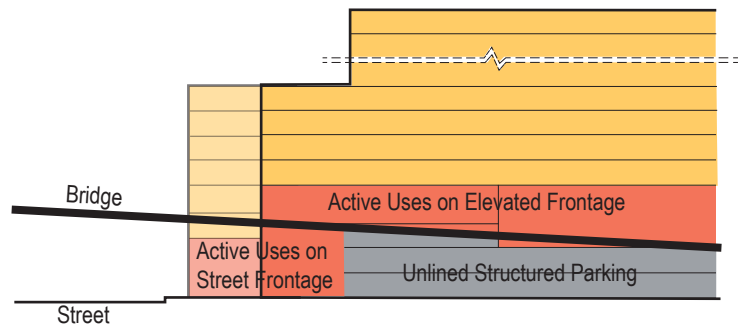 Bridge
Active Uses on Elevated Frontage
Active Uses on
Street Frontage
Unlined Structured Parking
Street